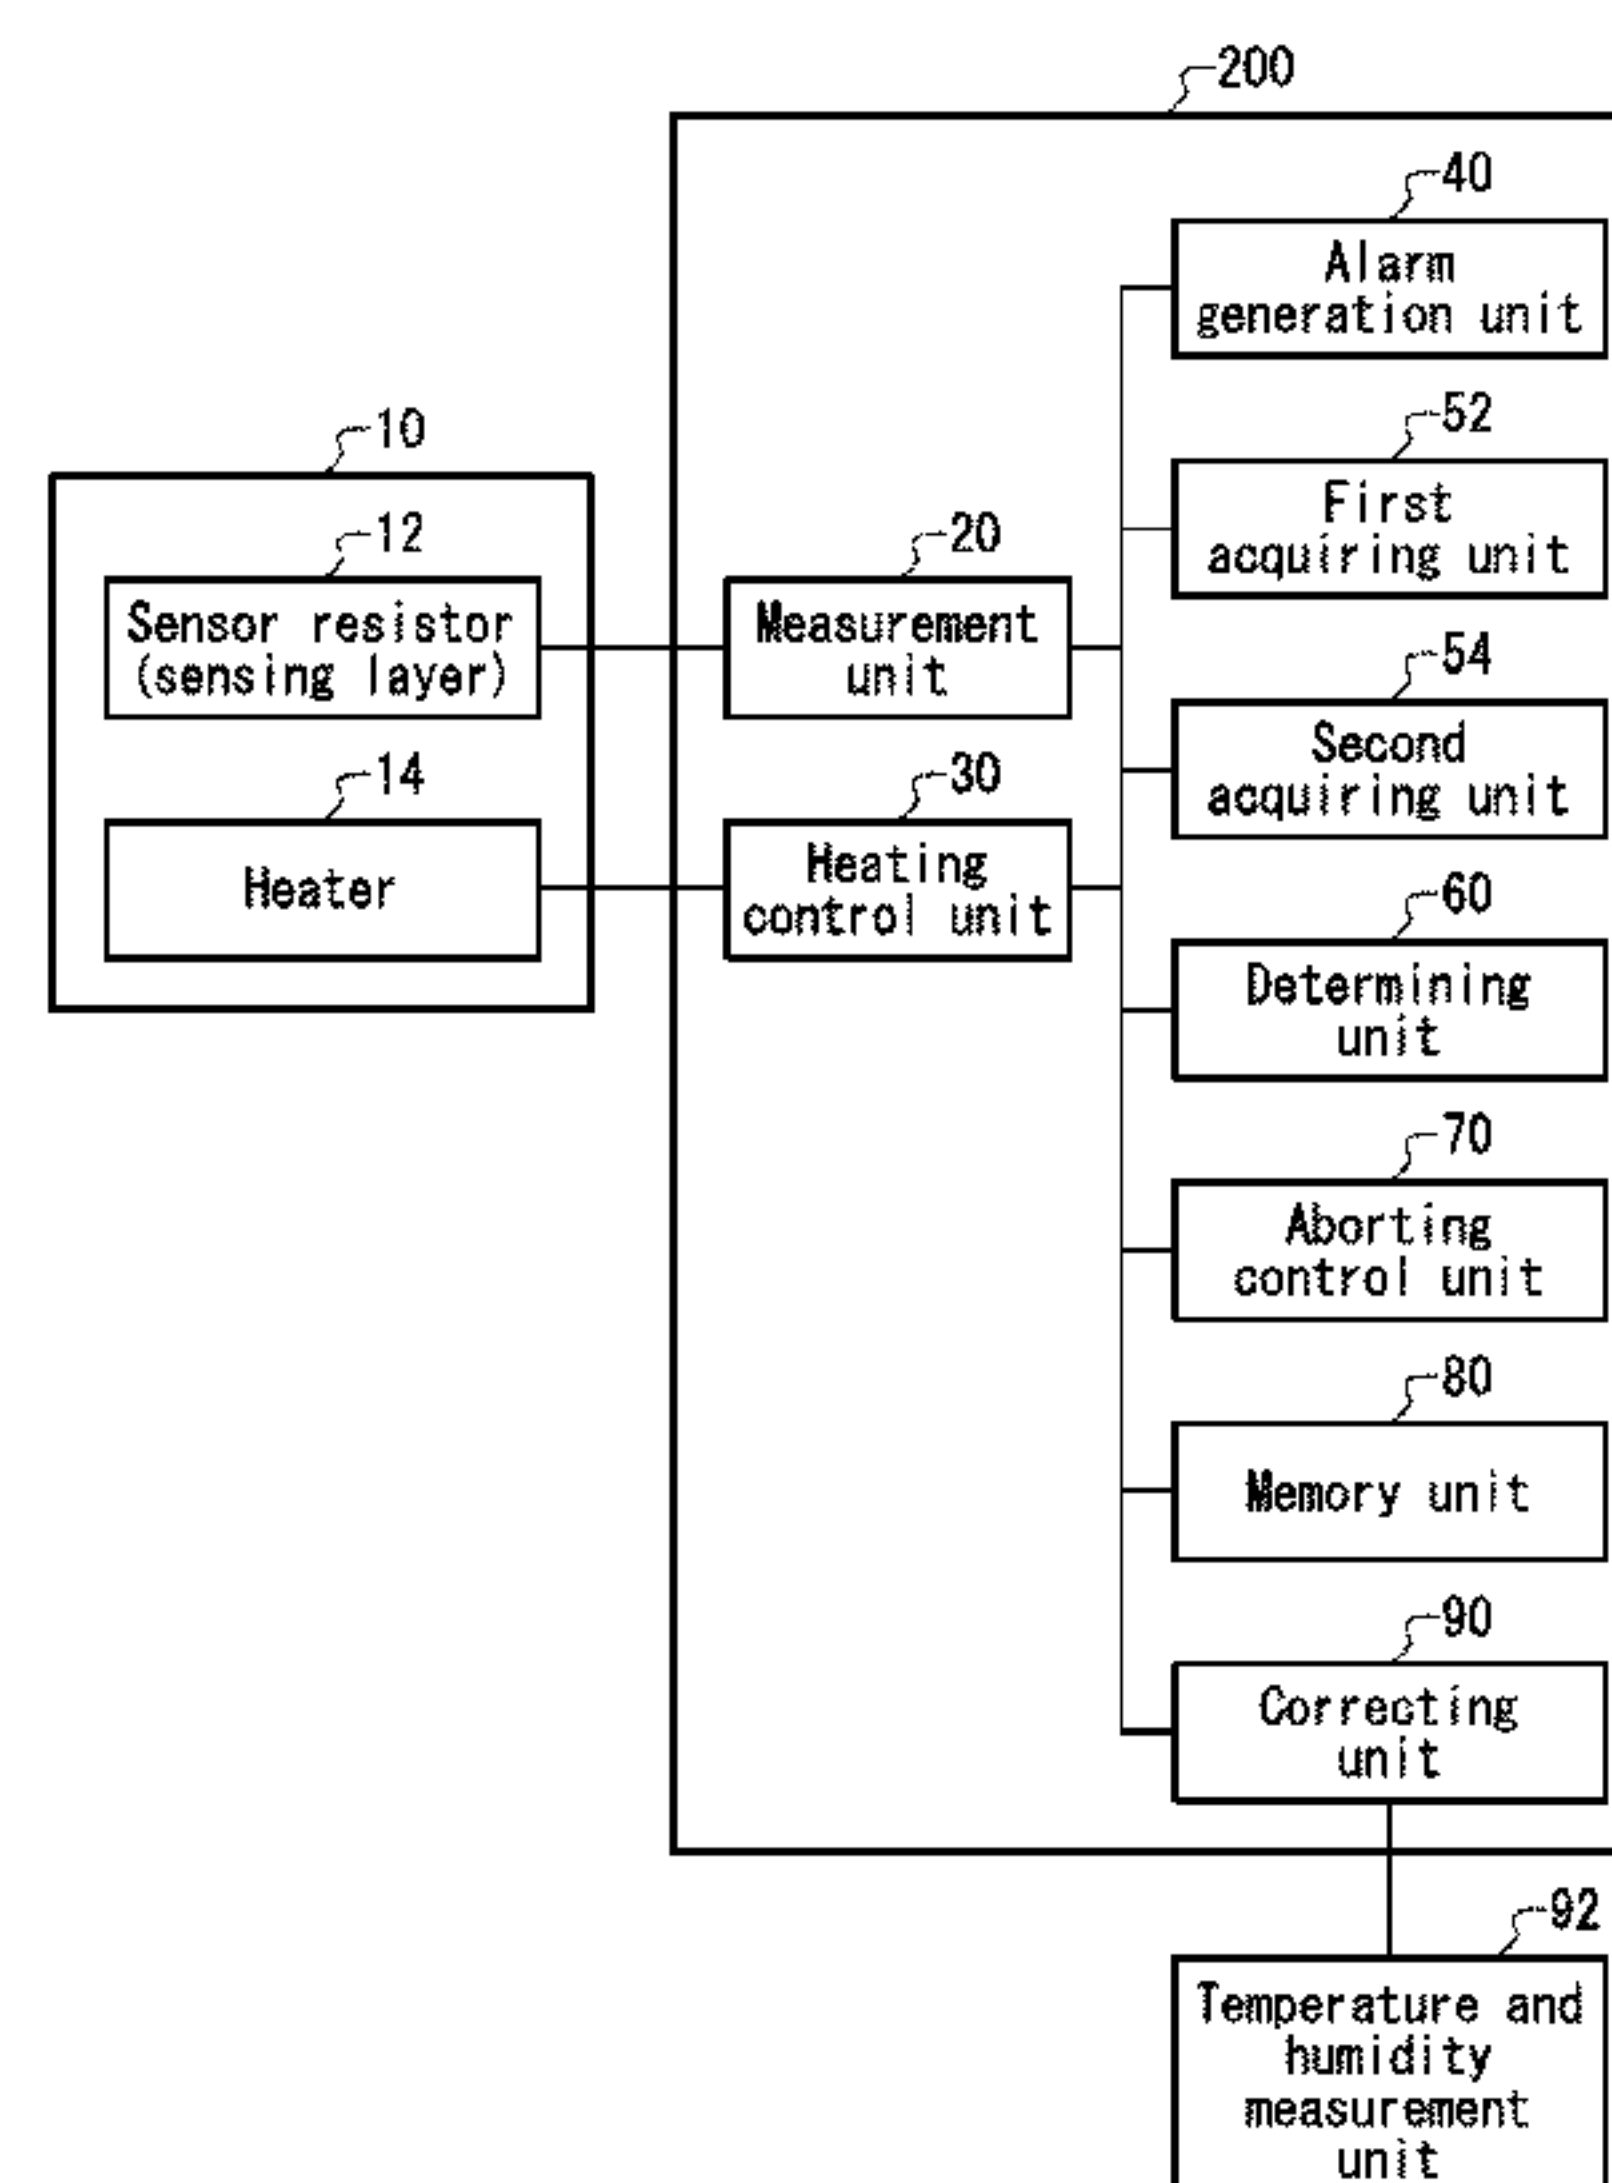 200
40
Alarm
generation unit
52
First
acquiring unit
10
12
Sensor resistor
(sensing layer)
20
Measurement
unit
54
Second
acquiring unit
14
Heater
30
Heating
control unit
60
Determining
unit
70
Aborting
control unit
80
Memory unit
90
Correcting
unit
92
Temperature and
humidity
measurement
unit